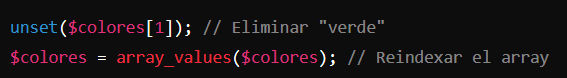 unset($colores[1]); // Eliminar "verde"
$colores = array_values($colores); // Reindexar el array